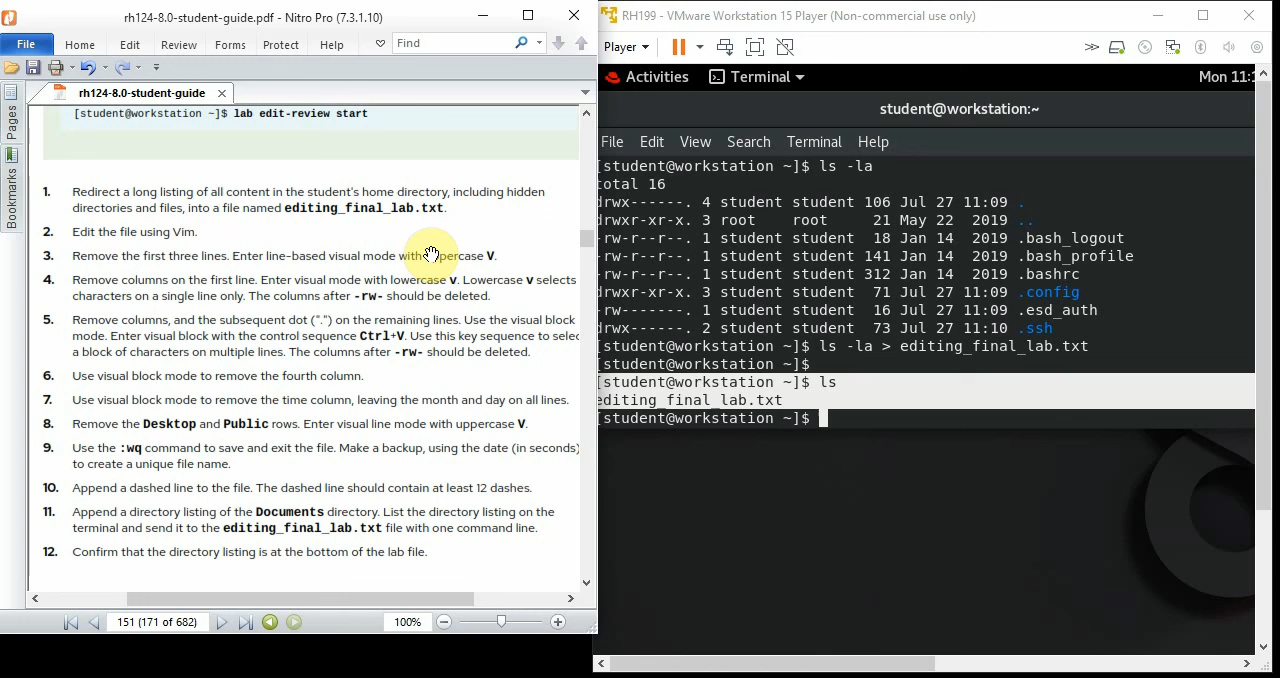 rh124-8.0-student-guide.pdf - Nitro Pro (7.3.1.10)
File Home Edit Review Forms Protect Help Find
rh124-8.0-student-guide
Pages
Bookmarks
[student@workstation ~]$ lab edit-review start
1. Redirect a long listing of all content in the student's home directory, including hidden
directories and files, into a file named editing_final_lab.txt.
2. Edit the file using Vim.
3. Remove the first three lines. Enter line-based visual mode with uppercase V.
4. Remove columns on the first line. Enter visual mode with lowercase v. Lowercase v selects
characters on a single line only. The columns after -rw- should be deleted.
5. Remove columns, and the subsequent dot (".") on the remaining lines. Use the visual block
mode. Enter visual block with the control sequence Ctrl+V. Use this key sequence to selec
a block of characters on multiple lines. The columns after -rw- should be deleted.
6. Use visual block mode to remove the fourth column.
7. Use visual block mode to remove the time column, leaving the month and day on all lines.
8. Remove the Desktop and Public rows. Enter visual line mode with uppercase V.
9. Use the :wq command to save and exit the file. Make a backup, using the date (in seconds)
to create a unique file name.
10. Append a dashed line to the file. The dashed line should contain at least 12 dashes.
11. Append a directory listing of the Documents directory. List the directory listing on the
terminal and send it to the editing_final_lab.txt file with one command line.
12. Confirm that the directory listing is at the bottom of the lab file.
151 (171 of 682) 100%
RH199 - VMware Workstation 15 Player (Non-commercial use only)
Player
Activities Terminal Mon 11:1
student@workstation:~
File Edit View Search Terminal Help
[student@workstation ~]$ ls -la
total 16
drwx------. 4 student student 106 Jul 27 11:09 .
drwxr-xr-x. 3 root    root     21 May 22  2019 ..
-rw-r--r--. 1 student student  18 Jan 14  2019 .bash_logout
-rw-r--r--. 1 student student 141 Jan 14  2019 .bash_profile
-rw-r--r--. 1 student student 312 Jan 14  2019 .bashrc
drwxr-xr-x. 3 student student  71 Jul 27 11:09 .config
-rw-------. 1 student student  16 Jul 27 11:09 .esd_auth
drwx------. 2 student student  73 Jul 27 11:10 .ssh
[student@workstation ~]$ ls -la > editing_final_lab.txt
[student@workstation ~]$
[student@workstation ~]$ ls
editing_final_lab.txt
[student@workstation ~]$